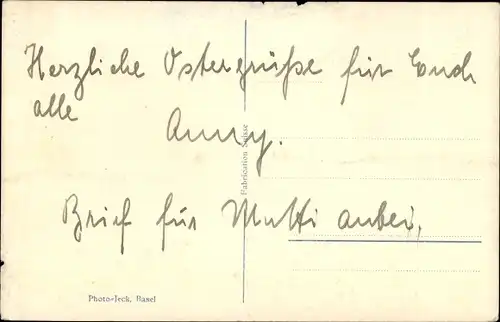 Herzliche Ostergrüße für Euch
alle
Anny.
Brief für Mutti anbei,
Fabrication Suisse
Photo-Jeck, Basel